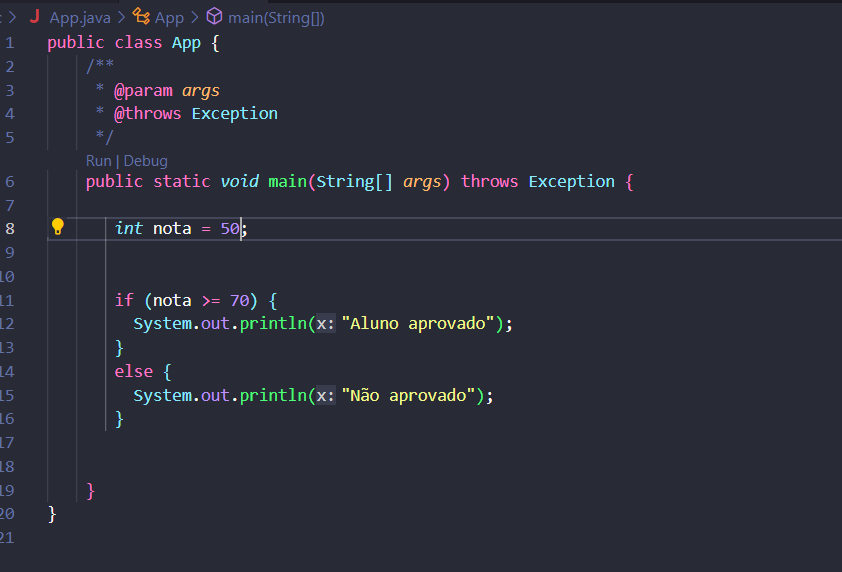 App.java > App > main(String[])
1 public class App {
2 /**
3 * @param args
4 * @throws Exception
5 */
Run | Debug
6 public static void main(String[] args) throws Exception {
7
8 int nota = 50;
9
10
11 if (nota >= 70) {
12 System.out.println(x: "Aluno aprovado");
13 }
14 else {
15 System.out.println(x: "Não aprovado");
16 }
17
18
19 }
20 }
21